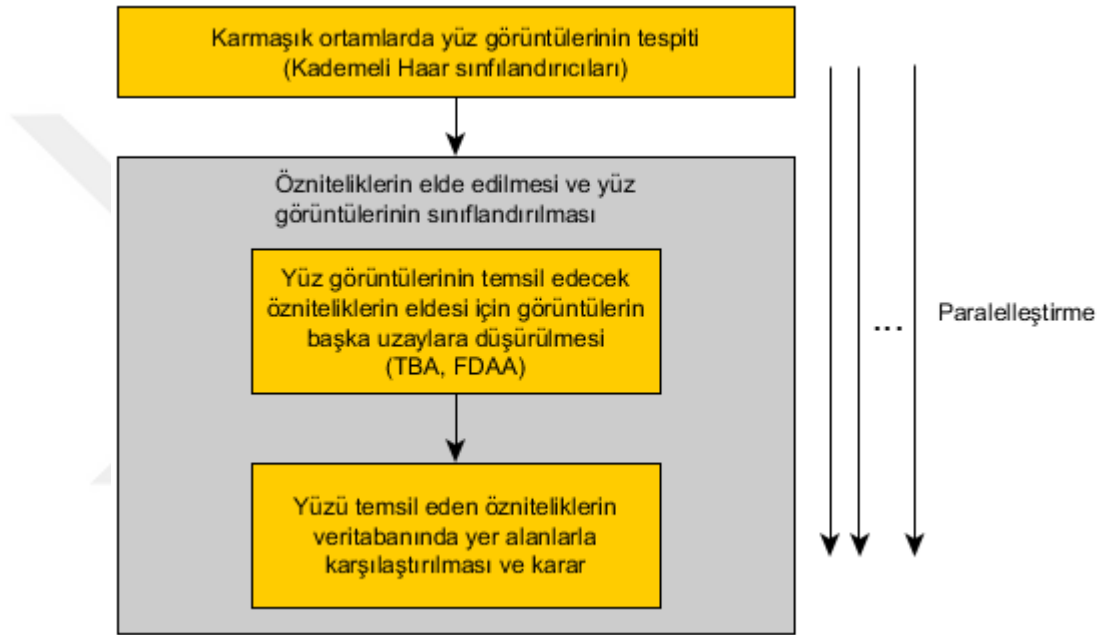 Karmaşık ortamlarda yüz görüntülerinin tespiti
(Kademeli Haar sınfılandırıcıları)
Özniteliklerin elde edilmesi ve yüz
görüntülerinin sınıflandırılması
Yüz görüntülerinin temsil edecek
özniteliklerin eldesi için görüntülerin
başka uzaylara düşürülmesi
(TBA, FDAA)
Yüzü temsil eden özniteliklerin
veritabanında yer alanlarla
karşılaştırılması ve karar
...
Paralelleştirme